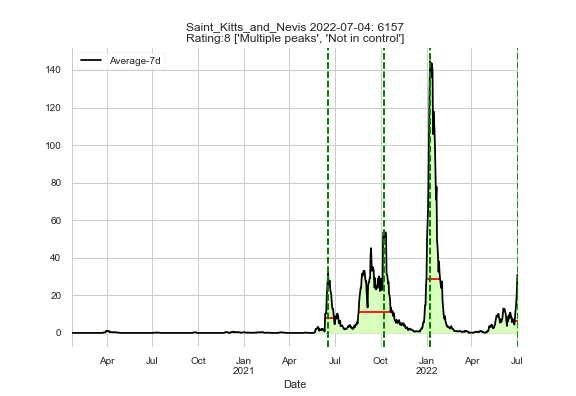 Saint_Kitts_and_Nevis 2022-07-04: 6157
Rating:8 ['Multiple peaks', 'Not in control']
Average-7d
140
120
100
80
60
40
20
0
Apr Jul Oct Jan Apr Jul Oct Jan Apr Jul
2021 2022
Date